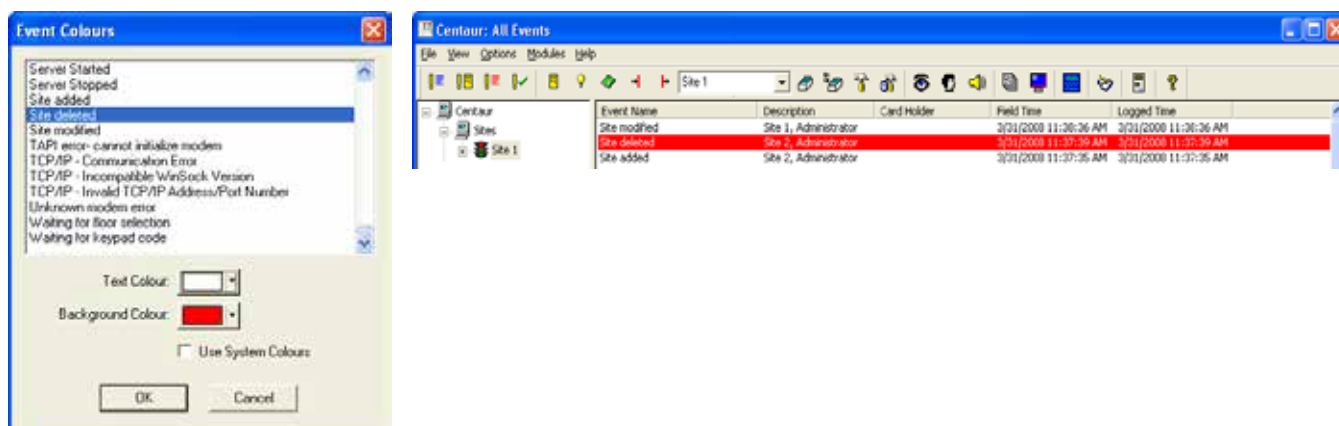 Event Colours
Server Started
Server Stopped
Site added
Site deleted
Site modified
TAPI error- cannot initialize modem
TCP/IP - Communication Error
TCP/IP - Incompatible WinSock Version
TCP/IP - Invalid TCP/IP Address/Port Number
Unknown modem error
Waiting for floor selection
Waiting for keypad code
Text Colour:
Background Colour:
Use System Colours
OK Cancel
Centaur: All Events
File View Options Modules Help
Site 1
Centaur
Sites
Site 1
Event Name Description Card Holder Field Time Logged Time
Site modified Site 1, Administrator 3/31/2008 11:38:36 AM 3/31/2008 11:38:36 AM
Site deleted Site 2, Administrator 3/31/2008 11:37:39 AM 3/31/2008 11:37:39 AM
Site added Site 2, Administrator 3/31/2008 11:37:35 AM 3/31/2008 11:37:35 AM